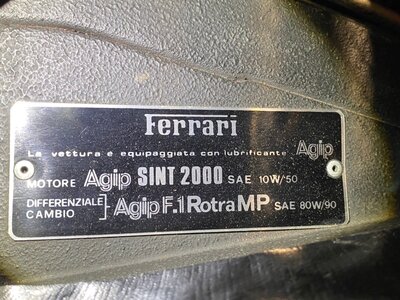 Ferrari
La vettura è equipaggiata con lubrificante Agip
MOTORE Agip SINT 2000 SAE 10W/50
DIFFERENZIALE
CAMBIO ] Agip F.1 Rotra MP SAE 80W/90